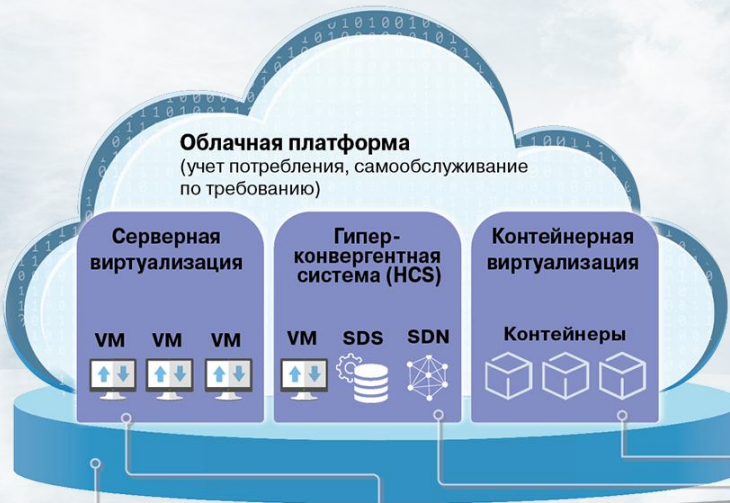 Облачная платформа
(учет потребления, самообслуживание
по требованию)
Серверная
виртуализация
VM VM VM
Гипер-
конвергентная
система (HCS)
VM SDS SDN
Контейнерная
виртуализация
Контейнеры